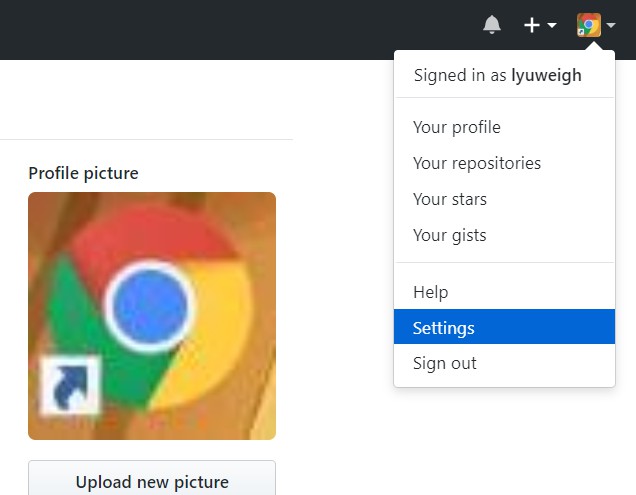 Signed in as lyuweigh
Your profile
Your repositories
Your stars
Your gists
Help
Settings
Sign out
Profile picture
Upload new picture